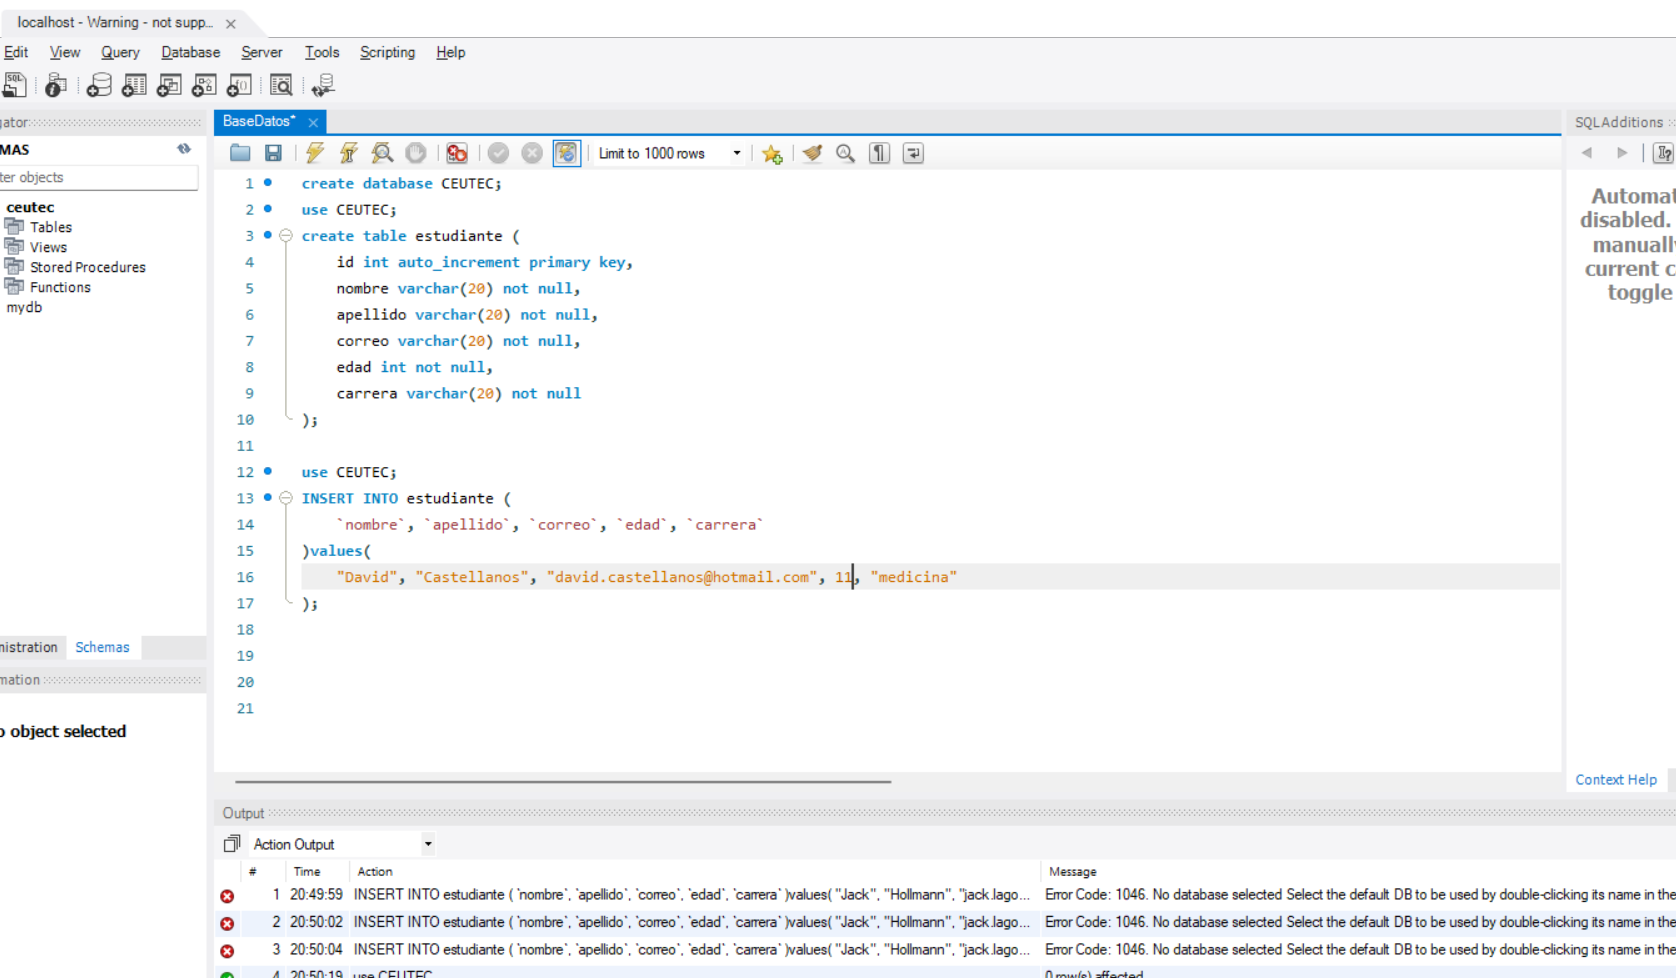 localhost - Warning - not supp...
Edit View Query Database Server Tools Scripting Help
BaseDatos*
SQLAdditions
MAS
Limit to 1000 rows
ter objects
ceutec
Tables
Views
Stored Procedures
Functions
mydb
1 create database CEUTEC;
2 use CEUTEC;
3 create table estudiante (
4 id int auto_increment primary key,
5 nombre varchar(20) not null,
6 apellido varchar(20) not null,
7 correo varchar(20) not null,
8 edad int not null,
9 carrera varchar(20) not null
10 );
11
12 use CEUTEC;
13 INSERT INTO estudiante (
14 `nombre`, `apellido`, `correo`, `edad`, `carrera`
15 )values(
16 "David", "Castellanos", "david.castellanos@hotmail.com", 11, "medicina"
17 );
18
19
20
21
Automat
disabled.
manually
current c
toggle
nistration Schemas
mation
o object selected
Context Help
Output
Action Output
# Time Action Message
1 20:49:59 INSERT INTO estudiante ( `nombre`, `apellido`, `correo`, `edad`, `carrera` )values( "Jack", "Hollmann", "jack.lago... Error Code: 1046. No database selected Select the default DB to be used by double-clicking its name in the
2 20:50:02 INSERT INTO estudiante ( `nombre`, `apellido`, `correo`, `edad`, `carrera` )values( "Jack", "Hollmann", "jack.lago... Error Code: 1046. No database selected Select the default DB to be used by double-clicking its name in the
3 20:50:04 INSERT INTO estudiante ( `nombre`, `apellido`, `correo`, `edad`, `carrera` )values( "Jack", "Hollmann", "jack.lago... Error Code: 1046. No database selected Select the default DB to be used by double-clicking its name in the
4 20:50:19 use CEUTEC 0 row(s) affected